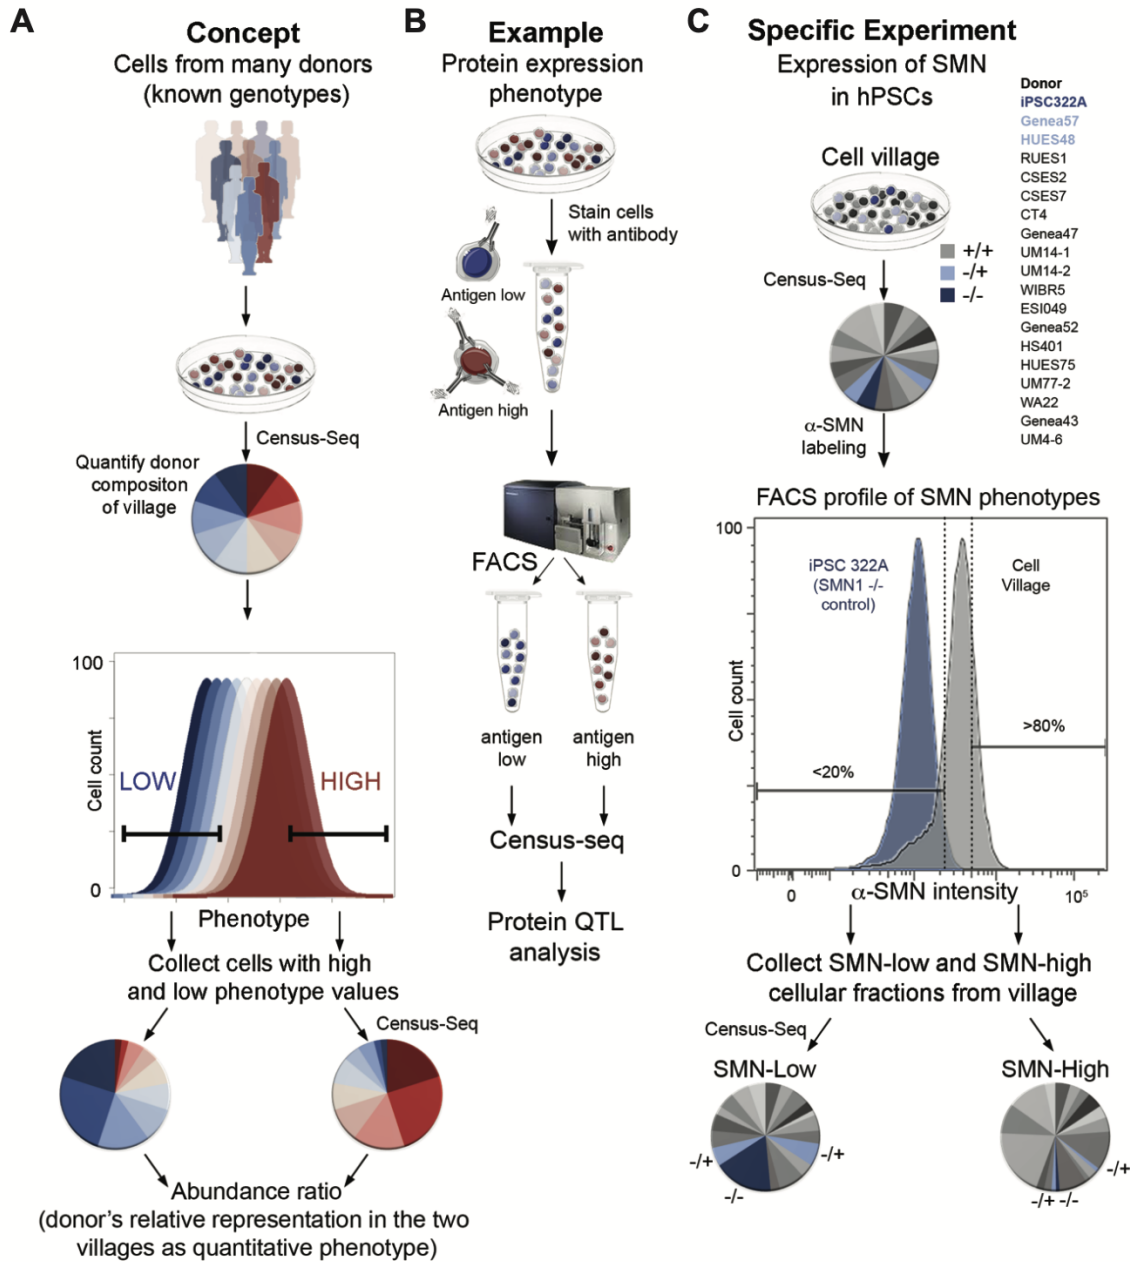 A
Concept
Cells from many donors
(known genotypes)
Census-Seq
Quantify donor
compositon
of village
100
Cell count
LOW
HIGH
0
Phenotype
Collect cells with high
and low phenotype values
Census-Seq
Abundance ratio
(donor's relative representation in the two
villages as quantitative phenotype)
B
Example
Protein expression
phenotype
Stain cells
with antibody
Antigen low
Antigen high
FACS
antigen
low
antigen
high
Census-seq
Protein QTL
analysis
C
Specific Experiment
Expression of SMN
in hPSCs
Donor
iPSC322A
Genea57
HUES48
RUES1
CSES2
CSES7
CT4
Genea47
UM14-1
UM14-2
WIBR5
ESI049
Genea52
HS401
HUES75
UM77-2
WA22
Genea43
UM4-6
Cell village
+/+
-/+
-/-
Census-Seq
α-SMN
labeling
FACS profile of SMN phenotypes
100
iPSC 322A
(SMN1 -/-
control)
Cell
Village
Cell count
>80%
<20%
0
0
α-SMN intensity
10⁵
Collect SMN-low and SMN-high
cellular fractions from village
Census-Seq
SMN-Low
-/+
-/+
-/-
SMN-High
-/+
-/+ -/-